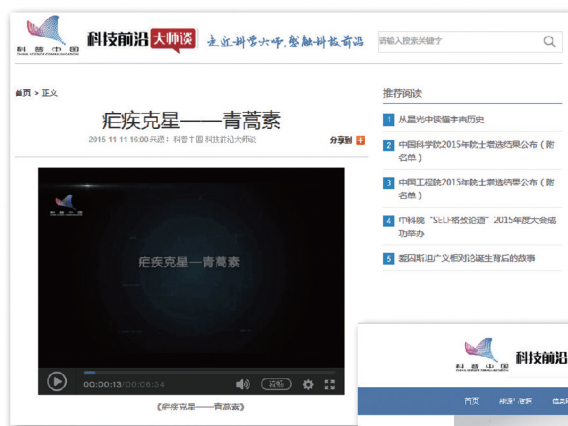 科普中国
科技前沿大师谈
走近科学大师,感触科技前沿
请输入搜索关键字
首页 > 正文
疟疾克星——青蒿素
2015-11-11 16:00 来源： 科普中国 科技前沿大师谈
分享到
科普中国
疟疾克星—青蒿素
00:00:13/00:06:34
流畅
《疟疾克星——青蒿素》
推荐阅读
1 从星光中读懂宇宙历史
2 中国科学院2015年院士增选结果公布（附
名单）
3 中国工程院2015年院士增选结果公布（附
名单）
4 中科院“SELF格致论道”2015年度大会成
功举办
5 爱因斯坦广义相对论诞生背后的故事
科普中国
科技前沿
首页